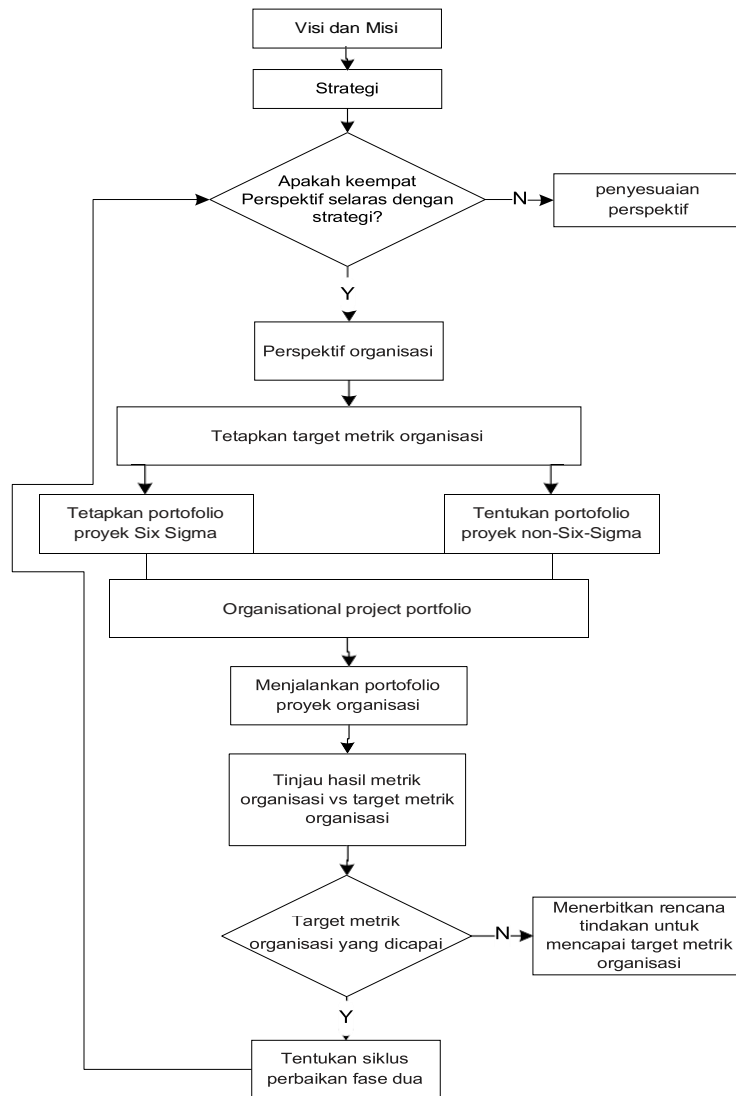 Visi dan Misi
Strategi
Apakah keempat
Perspektif selaras dengan
strategi?
N
penyesuaian
perspektif
Y
Perspektif organisasi
Tetapkan target metrik organisasi
Tetapkan portofolio
proyek Six Sigma
Tentukan portofolio
proyek non-Six-Sigma
Organisational project portfolio
Menjalankan portofolio
proyek organisasi
Tinjau hasil metrik
organisasi vs target metrik
organisasi
Target metrik
organisasi yang dicapai
N
Menerbitkan rencana
tindakan untuk
mencapai target metrik
organisasi
Y
Tentukan siklus
perbaikan fase dua